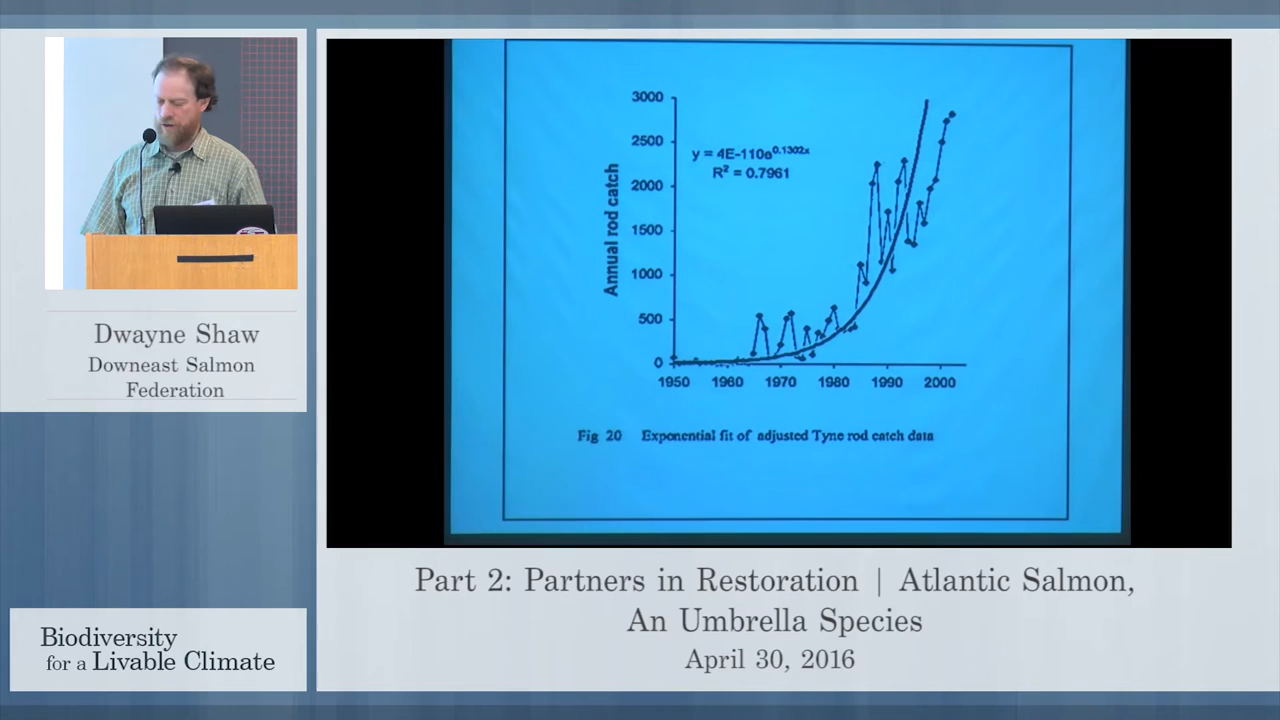 Dwayne Shaw
Downeast Salmon
Federation
Biodiversity
for a Livable Climate
3000
2500
2000
1500
1000
500
0
Annual rod catch
y = 4E-110e^0.1302x
R² = 0.7961
1950 1960 1970 1980 1990 2000
Fig 20 Exponential fit of adjusted Tyne rod catch data
Part 2: Partners in Restoration | Atlantic Salmon,
An Umbrella Species
April 30, 2016